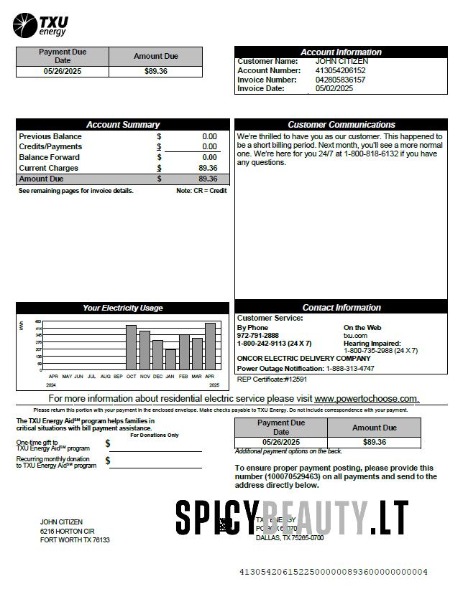 TXU
energy
Payment Due
Date
Amount Due
05/26/2025
$89.36
Account Information
Customer Name: JOHN CITIZEN
Account Number: 413054206152
Invoice Number: 042805836157
Invoice Date: 05/02/2025
Account Summary
Previous Balance $ 0.00
Credits/Payments $ 0.00
Balance Forward $ 0.00
Current Charges $ 89.36
Amount Due $ 89.36
See remaining pages for invoice details. Note: CR = Credit
Customer Communications
We're thrilled to have you as our customer. This happened to
be a short billing period. Next month, you'll see a more normal
one. We're here for you 24/7 at 1-800-818-6132 if you have
any questions.
Your Electricity Usage
APR MAY JUN JUL AUG SEP OCT NOV DEC JAN FEB MAR APR
2024 2025
Contact Information
Customer Service:
By Phone
972-791-2888
1-800-242-9113 (24 X 7)
On the Web
txu.com
Hearing Impaired:
1-800-735-2988 (24 X 7)
ONCOR ELECTRIC DELIVERY COMPANY
Power Outage Notification: 1-888-313-4747
REP Certificate#12591
For more information about residential electric service please visit www.powertochoose.com.
Please return this portion with your payment in the enclosed envelope. Make checks payable to TXU Energy. Do not include correspondence with your payment.
The TXU Energy Aid℠ program helps families in
critical situations with bill payment assistance.
For Donations Only
One-time gift to
TXU Energy Aid℠ program $
Recurring monthly donation
to TXU Energy Aid℠ program $
Payment Due
Date
Amount Due
05/26/2025
$89.36
Additional payment options on the back.
To ensure proper payment posting, please provide this
number (100070529463) on all payments and send to the
address directly below.
SPICYBEAUTY.LT
JOHN CITIZEN
6216 HORTON CIR
FORT WORTH TX 76133
DALLAS, TX 75265-0700